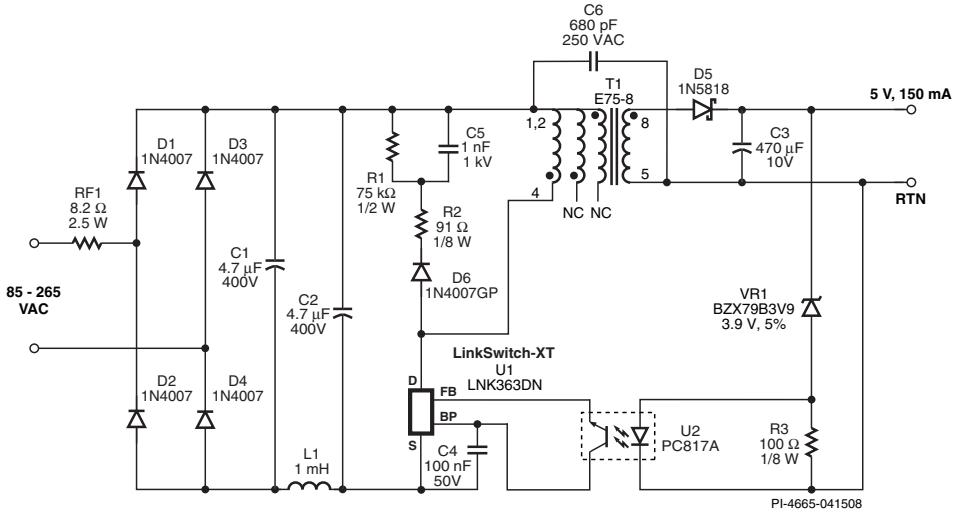 C6
680 pF
250 VAC
T1
E75-8
D5
1N5818
5 V, 150 mA
1,2
8
C3
470 µF
10V
D1
1N4007
D3
1N4007
C5
1 nF
1 kV
R1
75 kΩ
1/2 W
4
5
NC NC
RTN
RF1
8.2 Ω
2.5 W
R2
91 Ω
1/8 W
C1
4.7 µF
400V
D6
1N4007GP
85 - 265
VAC
C2
4.7 µF
400V
VR1
BZX79B3V9
3.9 V, 5%
LinkSwitch-XT
U1
LNK363DN
D2
1N4007
D4
1N4007
D
FB
BP
S
U2
PC817A
R3
100 Ω
1/8 W
C4
100 nF
50V
L1
1 mH
PI-4665-041508